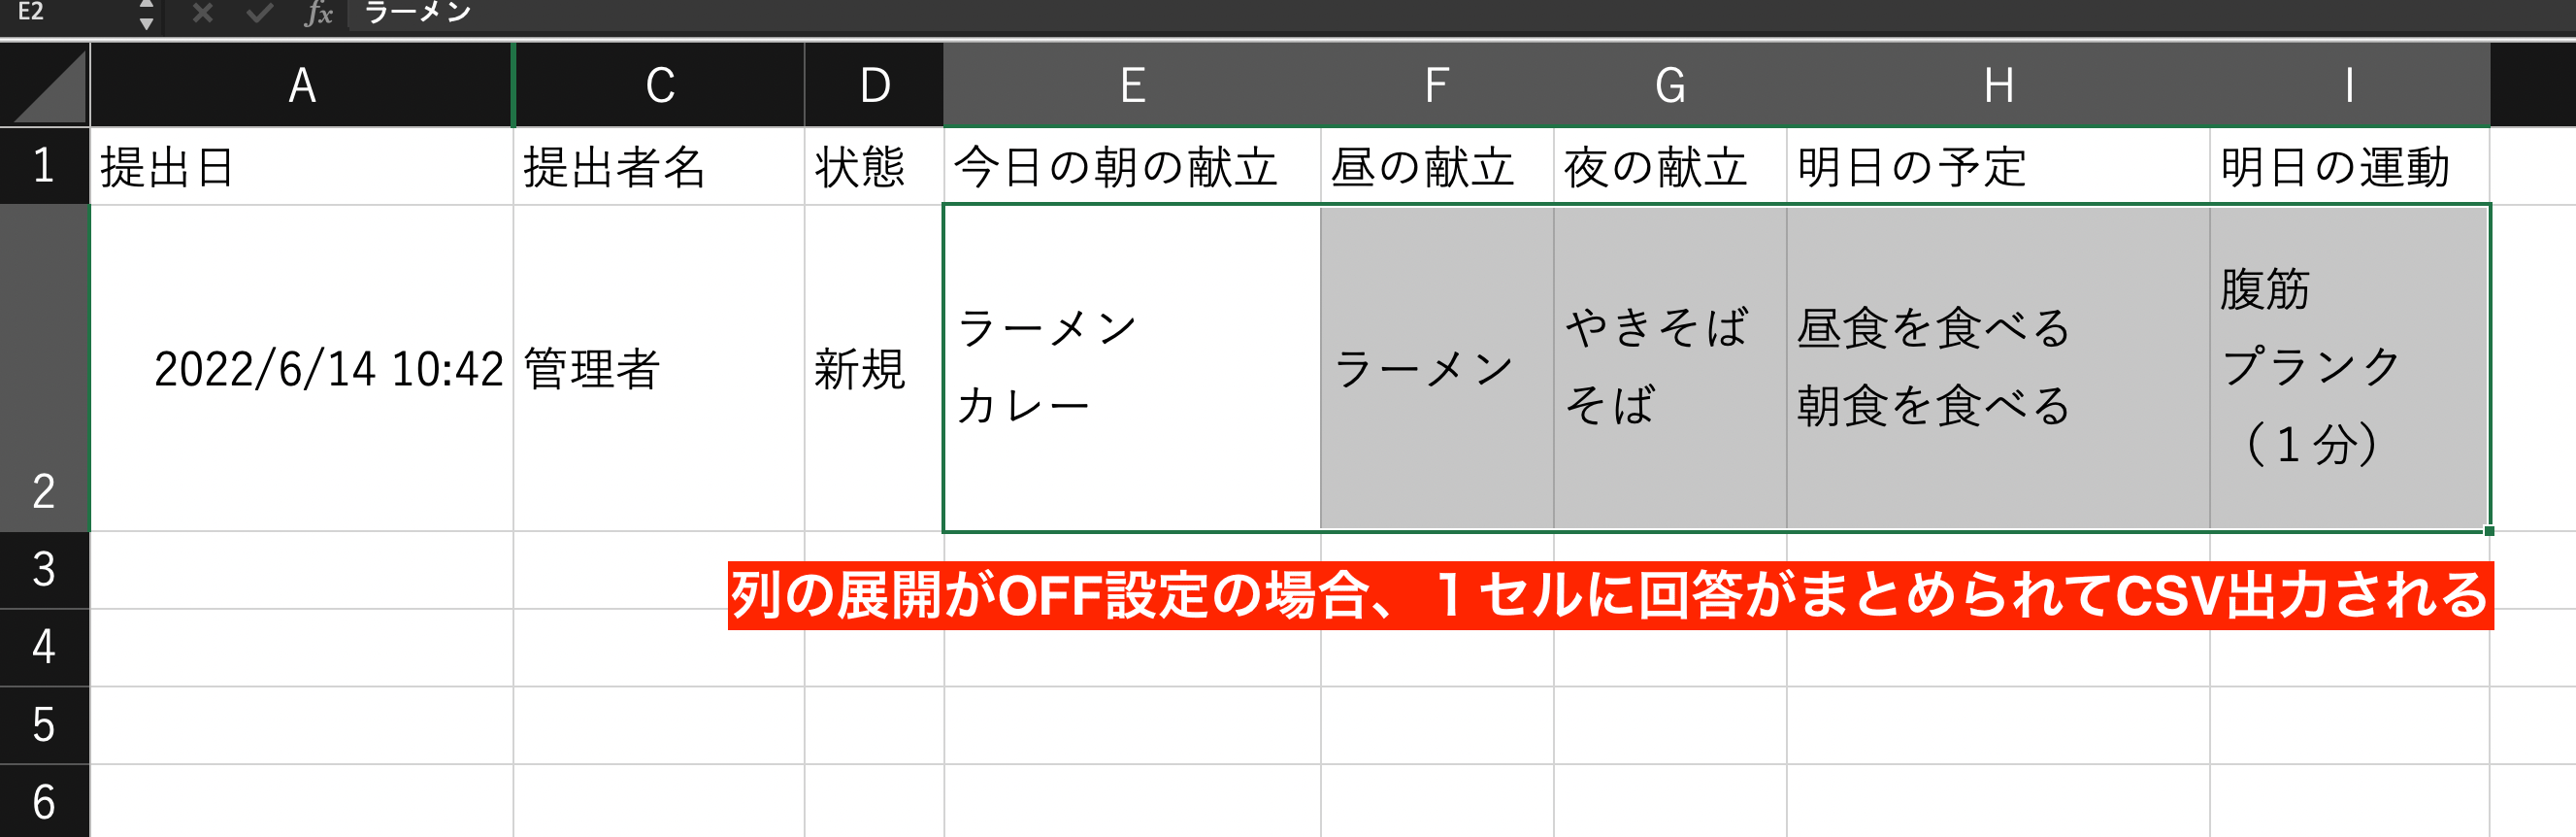 E2 fx ラーメン
A C D E F G H I
1 提出日 提出者名 状態 今日の朝の献立 昼の献立 夜の献立 明日の予定 明日の運動
2 2022/6/14 10:42 管理者 新規
ラーメン
カレー
ラーメン
やきそば
そば
昼食を食べる
朝食を食べる
腹筋
プランク
（１分）
3
列の展開がOFF設定の場合、１セルに回答がまとめられてCSV出力される
4
5
6